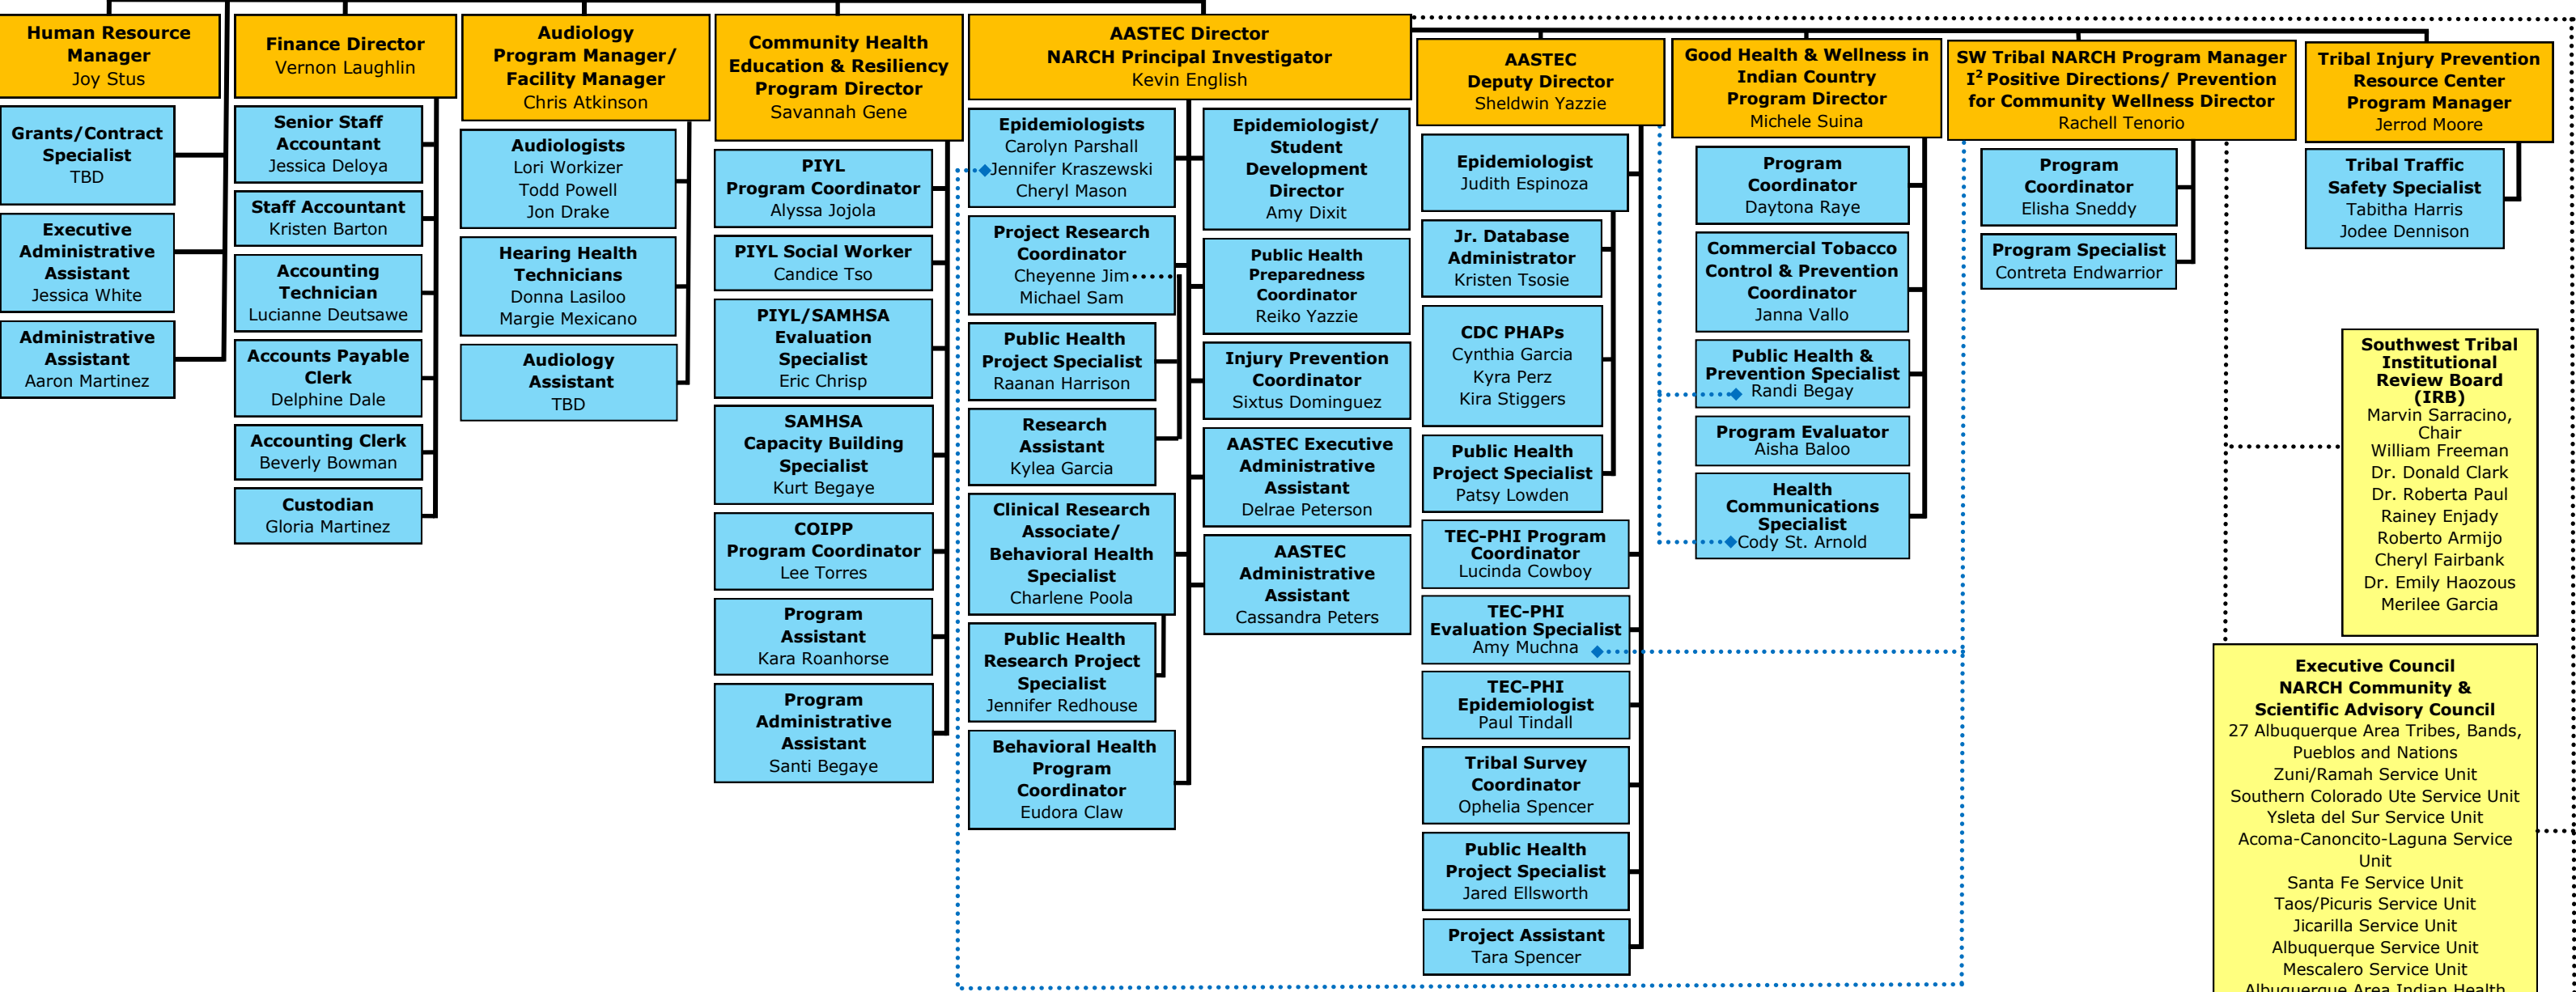 Human Resource
Manager
Joy Stus
Grants/Contract
Specialist
TBD
Executive
Administrative
Assistant
Jessica White
Administrative
Assistant
Aaron Martinez
Finance Director
Vernon Laughlin
Senior Staff
Accountant
Jessica Deloya
Staff Accountant
Kristen Barton
Accounting
Technician
Lucianne Deutsawe
Accounts Payable
Clerk
Delphine Dale
Accounting Clerk
Beverly Bowman
Custodian
Gloria Martinez
Audiology
Program Manager/
Facility Manager
Chris Atkinson
Audiologists
Lori Workizer
Todd Powell
Jon Drake
Hearing Health
Technicians
Donna Lasiloo
Margie Mexicano
Audiology
Assistant
TBD
Community Health
Education & Resiliency
Program Director
Savannah Gene
PIYL
Program Coordinator
Alyssa Jojola
PIYL Social Worker
Candice Tso
PIYL/SAMHSA
Evaluation
Specialist
Eric Chrisp
SAMHSA
Capacity Building
Specialist
Kurt Begaye
COIPP
Program Coordinator
Lee Torres
Program
Assistant
Kara Roanhorse
Program
Administrative
Assistant
Santi Begaye
AASTEC Director
NARCH Principal Investigator
Kevin English
Epidemiologists
Carolyn Parshall
Jennifer Kraszewski
Cheryl Mason
Project Research
Coordinator
Cheyenne Jim
Michael Sam
Public Health
Project Specialist
Raanan Harrison
Research
Assistant
Kylea Garcia
Clinical Research
Associate/
Behavioral Health
Specialist
Charlene Poola
Public Health
Research Project
Specialist
Jennifer Redhouse
Behavioral Health
Program
Coordinator
Eudora Claw
Epidemiologist/
Student
Development
Director
Amy Dixit
Public Health
Preparedness
Coordinator
Reiko Yazzie
Injury Prevention
Coordinator
Sixtus Dominguez
AASTEC Executive
Administrative
Assistant
Delrae Peterson
AASTEC
Administrative
Assistant
Cassandra Peters
AASTEC
Deputy Director
Sheldwin Yazzie
Epidemiologist
Judith Espinoza
Jr. Database
Administrator
Kristen Tsosie
CDC PHAPs
Cynthia Garcia
Kyra Perz
Kira Stiggers
Public Health
Project Specialist
Patsy Lowden
TEC-PHI Program
Coordinator
Lucinda Cowboy
TEC-PHI
Evaluation Specialist
Amy Muchna
TEC-PHI
Epidemiologist
Paul Tindall
Tribal Survey
Coordinator
Ophelia Spencer
Public Health
Project Specialist
Jared Ellsworth
Project Assistant
Tara Spencer
Good Health & Wellness in
Indian Country
Program Director
Michele Suina
Program
Coordinator
Daytona Raye
Commercial Tobacco
Control & Prevention
Coordinator
Janna Vallo
Public Health &
Prevention Specialist
Randi Begay
Program Evaluator
Aisha Baloo
Health
Communications
Specialist
Cody St. Arnold
SW Tribal NARCH Program Manager
I² Positive Directions/ Prevention
for Community Wellness Director
Rachell Tenorio
Program
Coordinator
Elisha Sneddy
Program Specialist
Contreta Endwarrior
Tribal Injury Prevention
Resource Center
Program Manager
Jerrod Moore
Tribal Traffic
Safety Specialist
Tabitha Harris
Jodee Dennison
Southwest Tribal
Institutional
Review Board
(IRB)
Marvin Sarracino,
Chair
William Freeman
Dr. Donald Clark
Dr. Roberta Paul
Rainey Enjady
Roberto Armijo
Cheryl Fairbank
Dr. Emily Haozous
Merilee Garcia
Executive Council
NARCH Community &
Scientific Advisory Council
27 Albuquerque Area Tribes, Bands,
Pueblos and Nations
Zuni/Ramah Service Unit
Southern Colorado Ute Service Unit
Ysleta del Sur Service Unit
Acoma-Canoncito-Laguna Service
Unit
Santa Fe Service Unit
Taos/Picuris Service Unit
Jicarilla Service Unit
Albuquerque Service Unit
Mescalero Service Unit
Albuquerque Area Indian Health